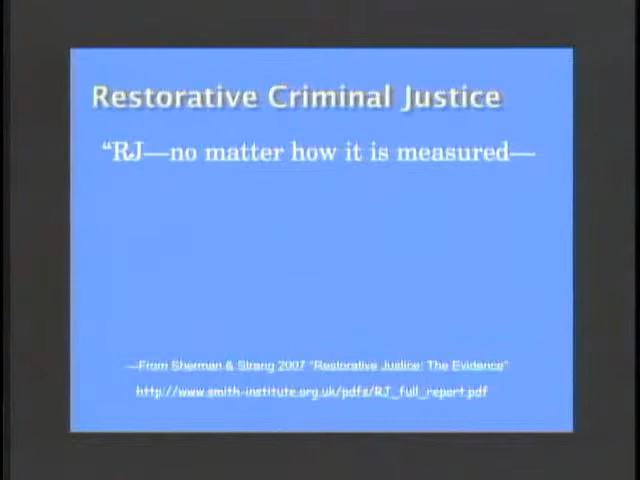 Restorative Criminal Justice
“RJ—no matter how it is measured—
—From Sherman & Strang 2007 “Restorative Justice: The Evidence”
http://www.smith-institute.org.uk/pdfs/RJ_full_report.pdf